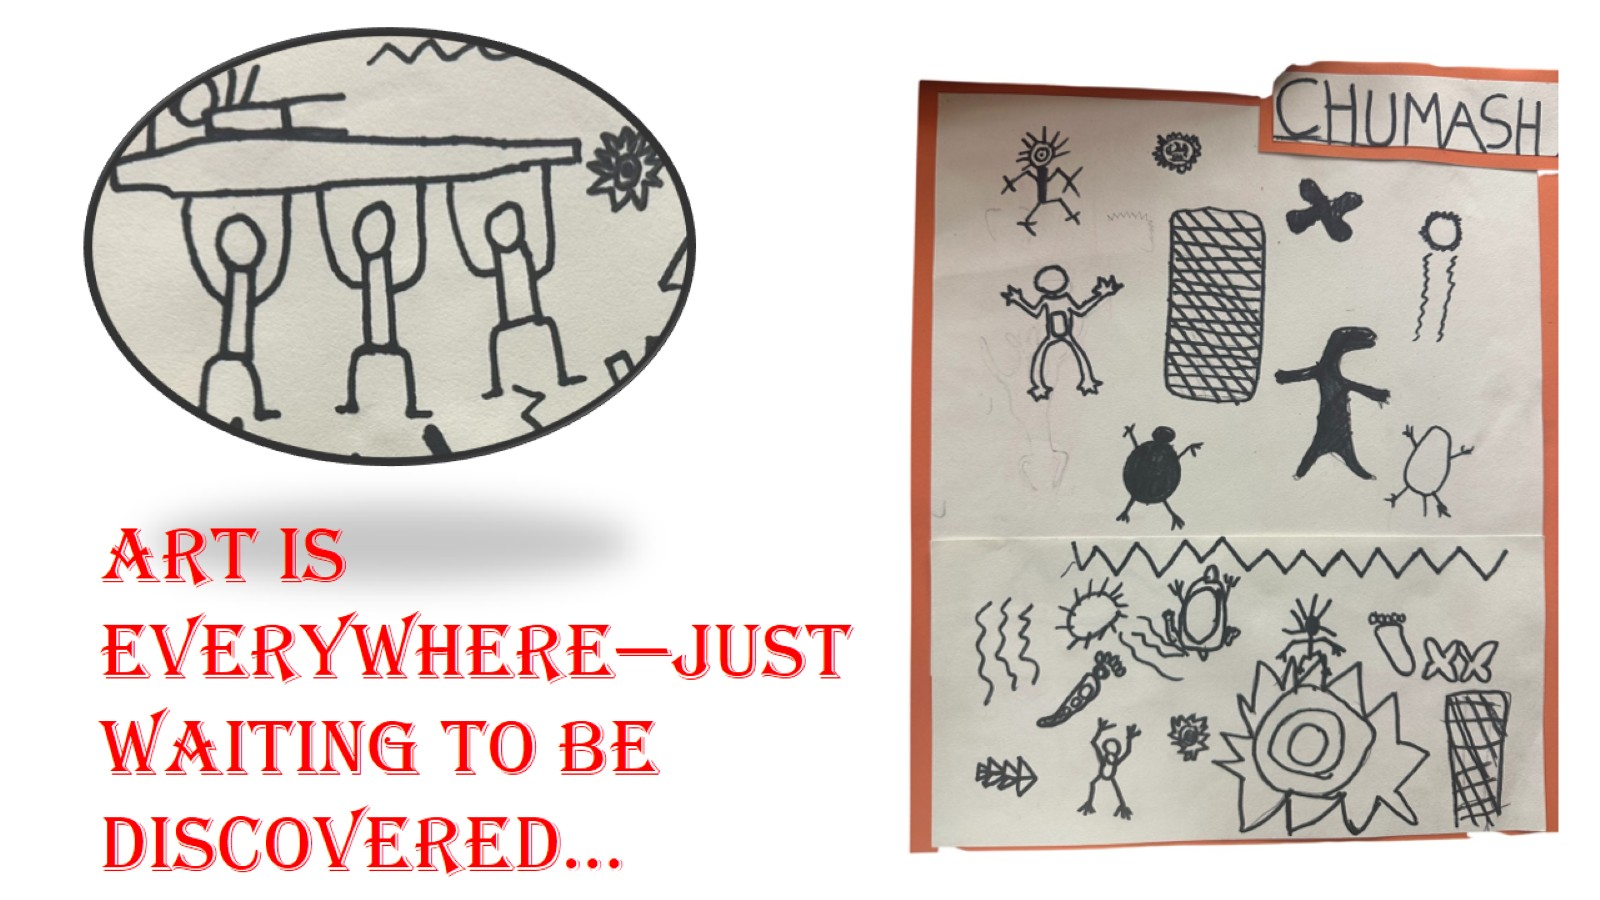 ART IS
EVERYWHERE—JUST
WAITING TO BE
DISCOVERED...
CHUMASH